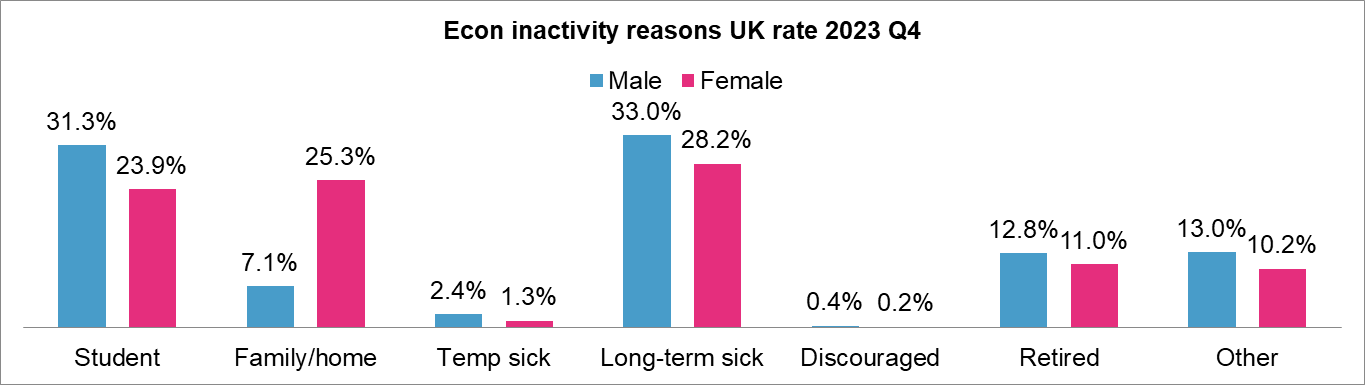 Econ inactivity reasons UK rate 2023 Q4
Male Female
31.3% 23.9% 7.1% 25.3% 2.4% 1.3% 33.0% 28.2% 0.4% 0.2% 12.8% 11.0% 13.0% 10.2%
Student Family/home Temp sick Long-term sick Discouraged Retired Other